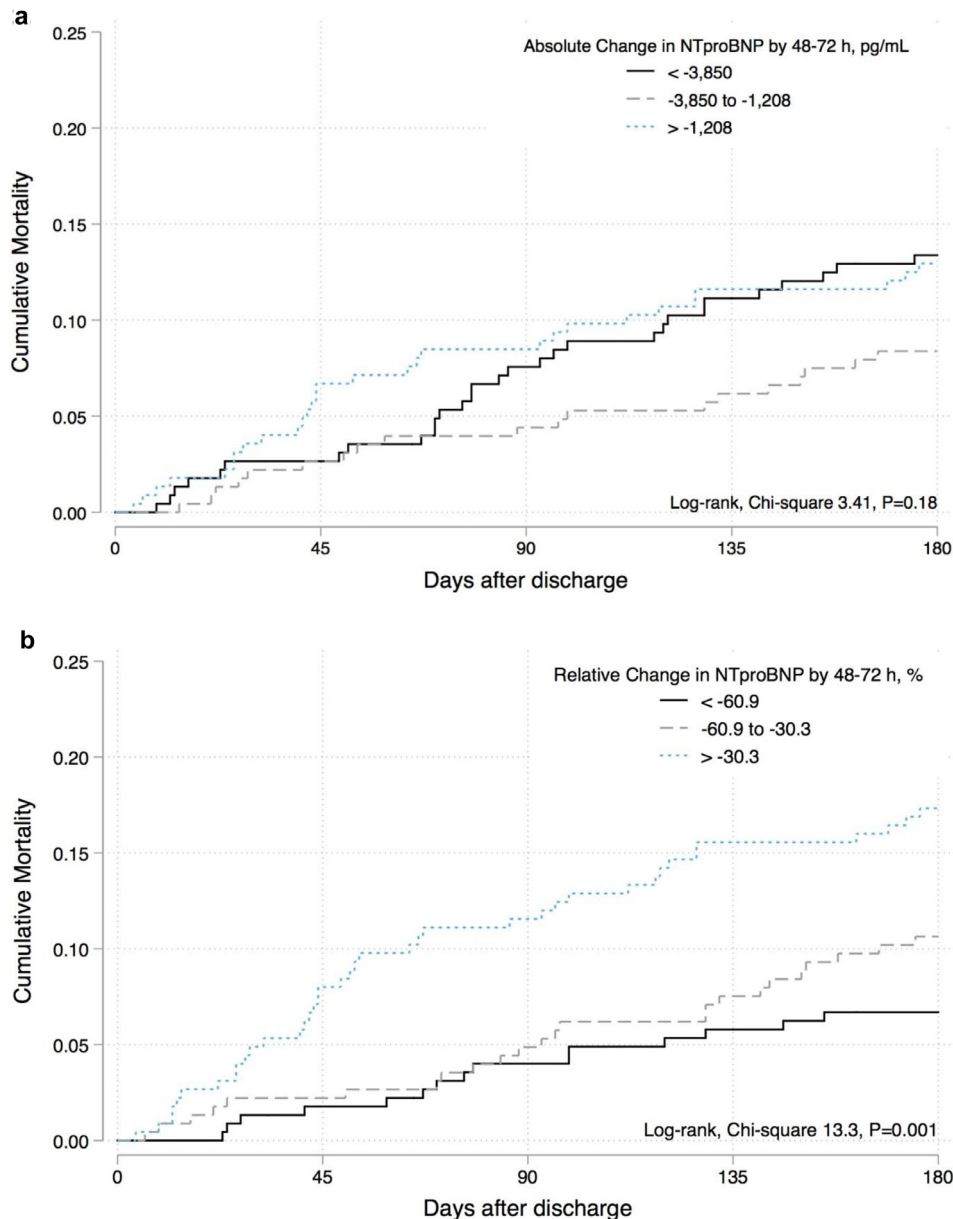 a
Absolute Change in NTproBNP by 48-72 h, pg/mL
< -3,850
-3,850 to -1,208
> -1,208
Cumulative Mortality
0.25
0.20
0.15
0.10
0.05
0.00
Log-rank, Chi-square 3.41, P=0.18
0 45 90 135 180
Days after discharge
b
Relative Change in NTproBNP by 48-72 h, %
< -60.9
-60.9 to -30.3
> -30.3
Cumulative Mortality
0.25
0.20
0.15
0.10
0.05
0.00
Log-rank, Chi-square 13.3, P=0.001
0 45 90 135 180
Days after discharge